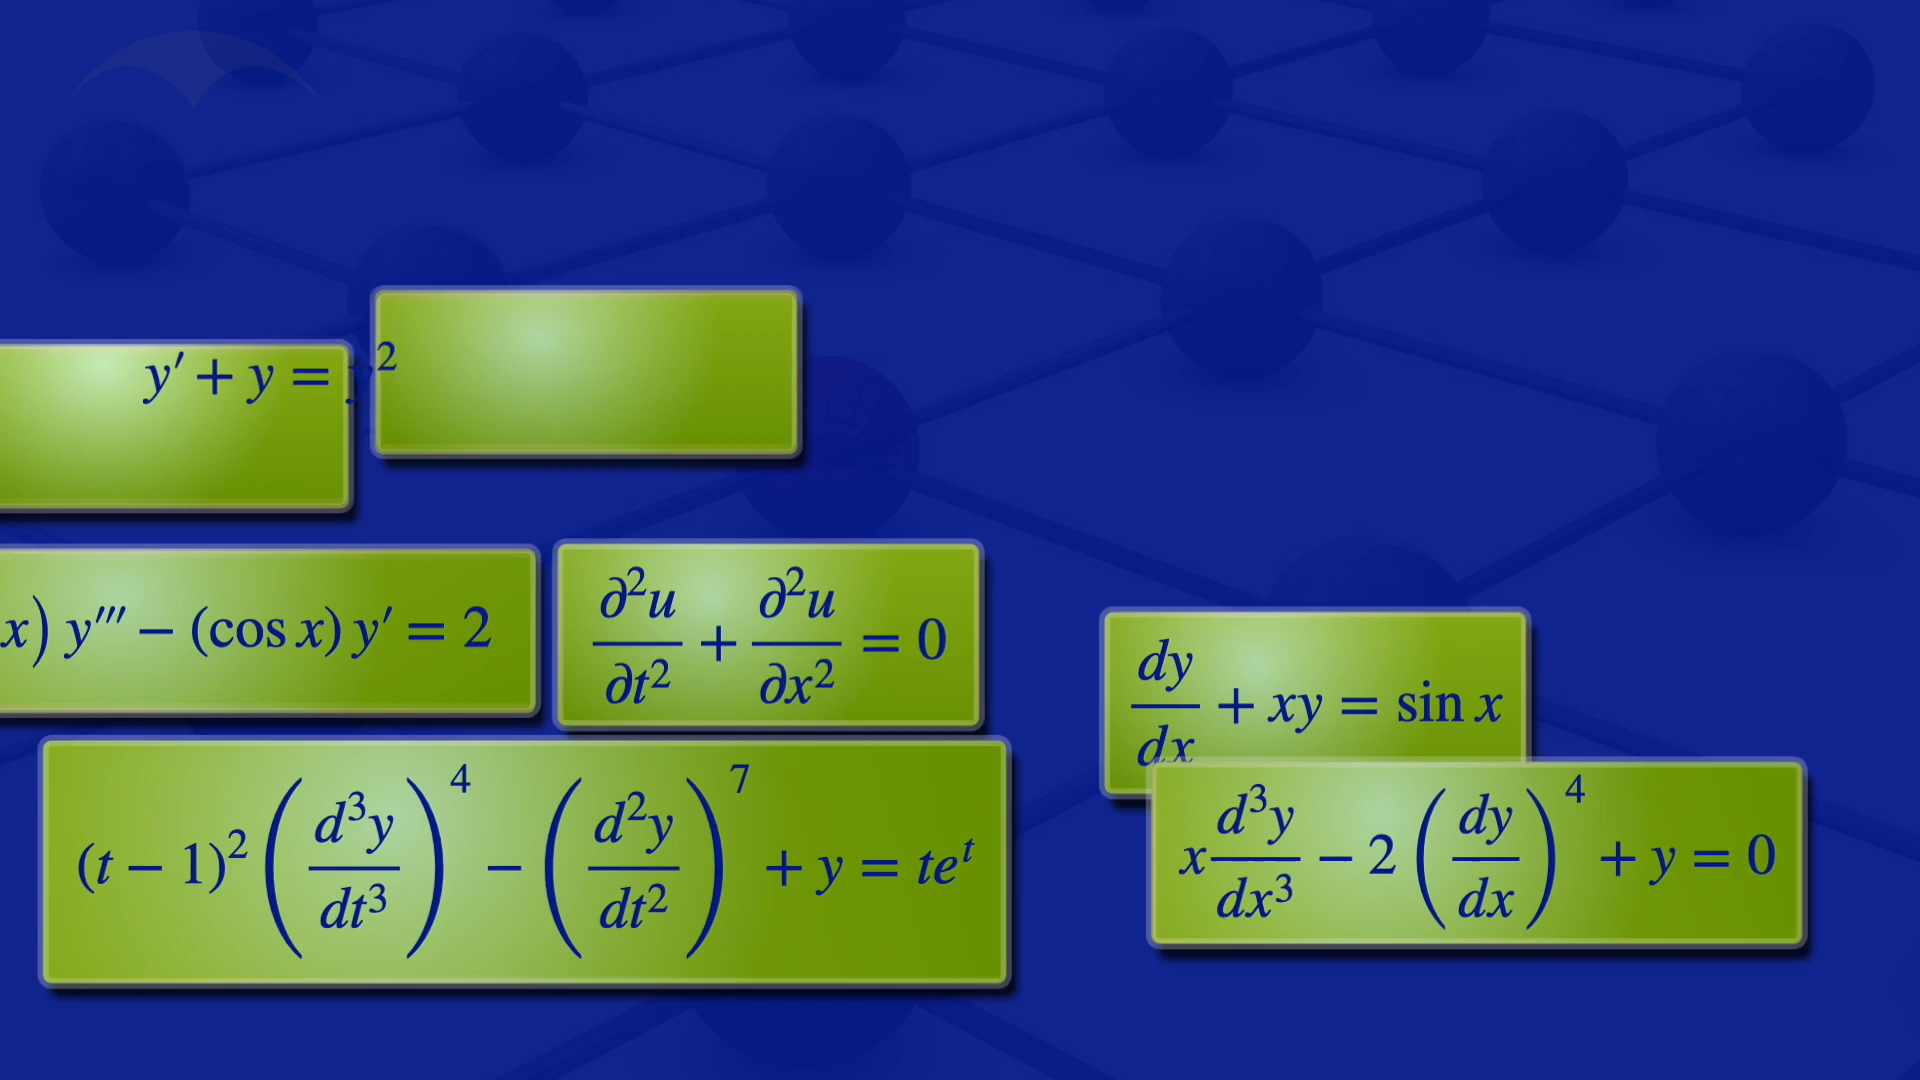 y′ + y = y²
x) y‴ − (cos x) y′ = 2
∂²u/∂t² + ∂²u/∂x² = 0
dy/dx + xy = sin x
(t − 1)² (d³y/dt³)⁴ − (d²y/dt²)⁷ + y = teᵗ
x d³y/dx³ − 2 (dy/dx)⁴ + y = 0